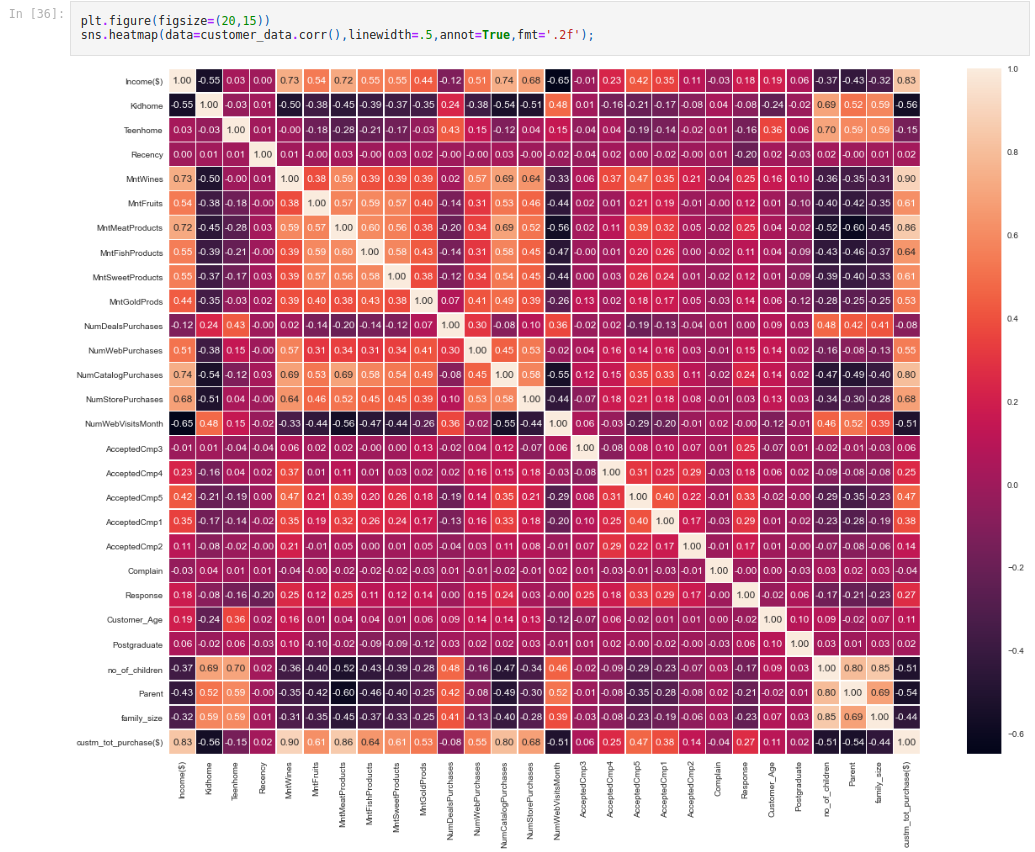 In [36]:
plt.figure(figsize=(20,15))
sns.heatmap(data=customer_data.corr(),linewidth=.5,annot=True,fmt='.2f');
Income($) 1.00 -0.55 0.03 0.00 0.73 0.54 0.72 0.55 0.55 0.44 -0.12 0.51 0.74 0.68 -0.65 -0.01 0.23 0.42 0.35 0.11 -0.03 0.18 0.19 0.06 -0.37 -0.43 -0.32 0.83
Kidhome -0.55 1.00 -0.03 0.01 -0.50 -0.38 -0.45 -0.39 -0.37 -0.35 0.24 -0.38 -0.54 -0.51 0.48 0.01 -0.16 -0.21 -0.17 -0.08 0.04 -0.08 -0.24 -0.02 0.69 0.52 0.59 -0.56
Teenhome 0.03 -0.03 1.00 0.01 -0.00 -0.18 -0.28 -0.21 -0.17 -0.03 0.43 0.15 -0.12 0.04 0.15 -0.04 0.04 -0.19 -0.14 -0.02 0.01 -0.16 0.36 0.06 0.70 0.59 0.59 -0.15
Recency 0.00 0.01 0.01 1.00 0.01 -0.00 0.03 -0.00 0.03 0.02 -0.00 -0.00 0.03 -0.00 -0.02 -0.04 0.02 0.00 -0.02 -0.00 0.01 -0.20 0.02 -0.03 0.02 -0.00 0.01 0.02
MntWines 0.73 -0.50 -0.00 0.01 1.00 0.38 0.59 0.39 0.39 0.39 0.02 0.57 0.69 0.64 -0.33 0.06 0.37 0.47 0.35 0.21 -0.04 0.25 0.16 0.10 -0.36 -0.35 -0.31 0.90
MntFruits 0.54 -0.38 -0.18 -0.00 0.38 1.00 0.57 0.59 0.57 0.40 -0.14 0.31 0.53 0.46 -0.44 0.02 0.01 0.21 0.19 -0.01 -0.00 0.12 0.01 -0.10 -0.40 -0.42 -0.35 0.61
MntMeatProducts 0.72 -0.45 -0.28 0.03 0.59 0.57 1.00 0.60 0.56 0.38 -0.20 0.34 0.69 0.52 -0.56 0.02 0.11 0.39 0.32 0.05 -0.02 0.25 0.04 -0.02 -0.52 -0.60 -0.45 0.86
MntFishProducts 0.55 -0.39 -0.21 -0.00 0.39 0.59 0.60 1.00 0.58 0.43 -0.14 0.31 0.58 0.45 -0.47 -0.00 0.01 0.20 0.26 0.00 -0.02 0.11 0.04 -0.09 -0.43 -0.46 -0.37 0.64
MntSweetProducts 0.55 -0.37 -0.17 0.03 0.39 0.57 0.56 0.58 1.00 0.38 -0.12 0.34 0.54 0.45 -0.44 0.00 0.03 0.26 0.24 0.01 -0.02 0.12 0.01 -0.09 -0.39 -0.40 -0.33 0.61
MntGoldProds 0.44 -0.35 -0.03 0.02 0.39 0.40 0.38 0.43 0.38 1.00 0.07 0.41 0.49 0.39 -0.26 0.13 0.02 0.18 0.17 0.05 -0.03 0.14 0.06 -0.12 -0.28 -0.25 -0.25 0.53
NumDealsPurchases -0.12 0.24 0.43 -0.00 0.02 -0.14 -0.20 -0.14 -0.12 0.07 1.00 0.30 -0.08 0.10 0.36 -0.02 0.02 -0.19 -0.13 -0.04 0.01 0.00 0.09 0.03 0.48 0.42 0.41 -0.08
NumWebPurchases 0.51 -0.38 0.15 -0.00 0.57 0.31 0.34 0.31 0.34 0.41 0.30 1.00 0.45 0.53 -0.02 0.04 0.16 0.14 0.16 0.03 -0.01 0.15 0.14 0.02 -0.16 -0.08 -0.13 0.55
NumCatalogPurchases 0.74 -0.54 -0.12 0.03 0.69 0.53 0.69 0.58 0.54 0.49 -0.08 0.45 1.00 0.58 -0.55 0.12 0.15 0.35 0.33 0.11 -0.02 0.24 0.14 0.02 -0.47 -0.49 -0.40 0.80
NumStorePurchases 0.68 -0.51 0.04 -0.00 0.64 0.46 0.52 0.45 0.45 0.39 0.10 0.53 0.58 1.00 -0.44 -0.07 0.18 0.21 0.18 0.08 -0.01 0.03 0.13 0.03 -0.34 -0.30 -0.28 0.68
NumWebVisitsMonth -0.65 0.48 0.15 -0.02 -0.33 -0.44 -0.56 -0.47 -0.44 -0.26 0.36 -0.02 -0.55 -0.44 1.00 0.06 -0.03 -0.29 -0.20 -0.01 0.02 -0.00 -0.12 -0.01 0.46 0.52 0.39 -0.51
AcceptedCmp3 -0.01 0.01 -0.04 -0.04 0.06 0.02 0.02 -0.00 0.00 0.13 -0.02 0.04 0.12 -0.07 0.06 1.00 -0.08 0.08 0.10 0.07 0.01 0.25 -0.07 0.01 -0.02 -0.01 -0.03 0.06
AcceptedCmp4 0.23 -0.16 0.04 0.02 0.37 0.01 0.11 0.01 0.03 0.02 0.02 0.16 0.15 0.18 -0.03 -0.08 1.00 0.31 0.25 0.29 -0.03 0.18 0.06 0.02 -0.09 -0.08 -0.08 0.25
AcceptedCmp5 0.42 -0.21 -0.19 0.00 0.47 0.21 0.39 0.20 0.26 0.18 -0.19 0.14 0.35 0.21 -0.29 0.08 0.31 1.00 0.40 0.22 -0.01 0.33 -0.02 -0.00 -0.29 -0.35 -0.23 0.47
AcceptedCmp1 0.35 -0.17 -0.14 -0.02 0.35 0.19 0.32 0.26 0.24 0.17 -0.13 0.16 0.33 0.18 -0.20 0.10 0.25 0.40 1.00 0.17 -0.03 0.29 0.01 -0.02 -0.23 -0.28 -0.19 0.38
AcceptedCmp2 0.11 -0.08 -0.02 -0.00 0.21 -0.01 0.05 0.00 0.01 0.05 -0.04 0.03 0.11 0.08 -0.01 0.07 0.29 0.22 0.17 1.00 -0.01 0.17 0.01 -0.00 -0.07 -0.08 -0.06 0.14
Complain -0.03 0.04 0.01 0.01 -0.04 -0.00 -0.02 -0.02 -0.02 -0.03 0.01 -0.01 -0.02 -0.01 0.02 0.01 -0.03 -0.01 -0.03 -0.01 1.00 -0.00 0.00 -0.03 0.03 0.02 0.03 -0.04
Response 0.18 -0.08 -0.16 -0.20 0.25 0.12 0.25 0.11 0.12 0.14 0.00 0.15 0.24 0.03 -0.00 0.25 0.18 0.33 0.29 0.17 -0.00 1.00 -0.02 0.06 -0.17 -0.21 -0.23 0.27
Customer_Age 0.19 -0.24 0.36 0.02 0.16 0.01 0.04 0.04 0.01 0.06 0.09 0.14 0.14 0.13 -0.12 -0.07 0.06 -0.02 0.01 0.01 0.00 -0.02 1.00 0.10 0.09 -0.02 0.07 0.11
Postgraduate 0.06 -0.02 0.06 -0.03 0.10 -0.10 -0.02 -0.09 -0.09 -0.12 0.03 0.02 0.02 0.03 -0.01 0.01 0.02 -0.00 -0.02 -0.00 -0.03 0.06 0.10 1.00 0.03 0.01 0.03 0.02
no_of_children -0.37 0.69 0.70 0.02 -0.36 -0.40 -0.52 -0.43 -0.39 -0.28 0.48 -0.16 -0.47 -0.34 0.46 -0.02 -0.09 -0.29 -0.23 -0.07 0.03 -0.17 0.09 0.03 1.00 0.80 0.85 -0.51
Parent -0.43 0.52 0.59 -0.00 -0.35 -0.42 -0.60 -0.46 -0.40 -0.25 0.42 -0.08 -0.49 -0.30 0.52 -0.01 -0.08 -0.35 -0.28 -0.08 0.02 -0.21 -0.02 0.01 0.80 1.00 0.69 -0.54
family_size -0.32 0.59 0.59 0.01 -0.31 -0.35 -0.45 -0.37 -0.33 -0.25 0.41 -0.13 -0.40 -0.28 0.39 -0.03 -0.08 -0.23 -0.19 -0.06 0.03 -0.23 0.07 0.03 0.85 0.69 1.00 -0.44
custm_tot_purchase($) 0.83 -0.56 -0.15 0.02 0.90 0.61 0.86 0.64 0.61 0.53 -0.08 0.55 0.80 0.68 -0.51 0.06 0.25 0.47 0.38 0.14 -0.04 0.27 0.11 0.02 -0.51 -0.54 -0.44 1.00
Income($)
Kidhome
Teenhome
Recency
MntWines
MntFruits
MntMeatProducts
MntFishProducts
MntSweetProducts
MntGoldProds
NumDealsPurchases
NumWebPurchases
NumCatalogPurchases
NumStorePurchases
NumWebVisitsMonth
AcceptedCmp3
AcceptedCmp4
AcceptedCmp5
AcceptedCmp1
AcceptedCmp2
Complain
Response
Customer_Age
Postgraduate
no_of_children
Parent
family_size
custm_tot_purchase($)
1.0
0.8
0.6
0.4
0.2
0.0
−0.2
−0.4
−0.6